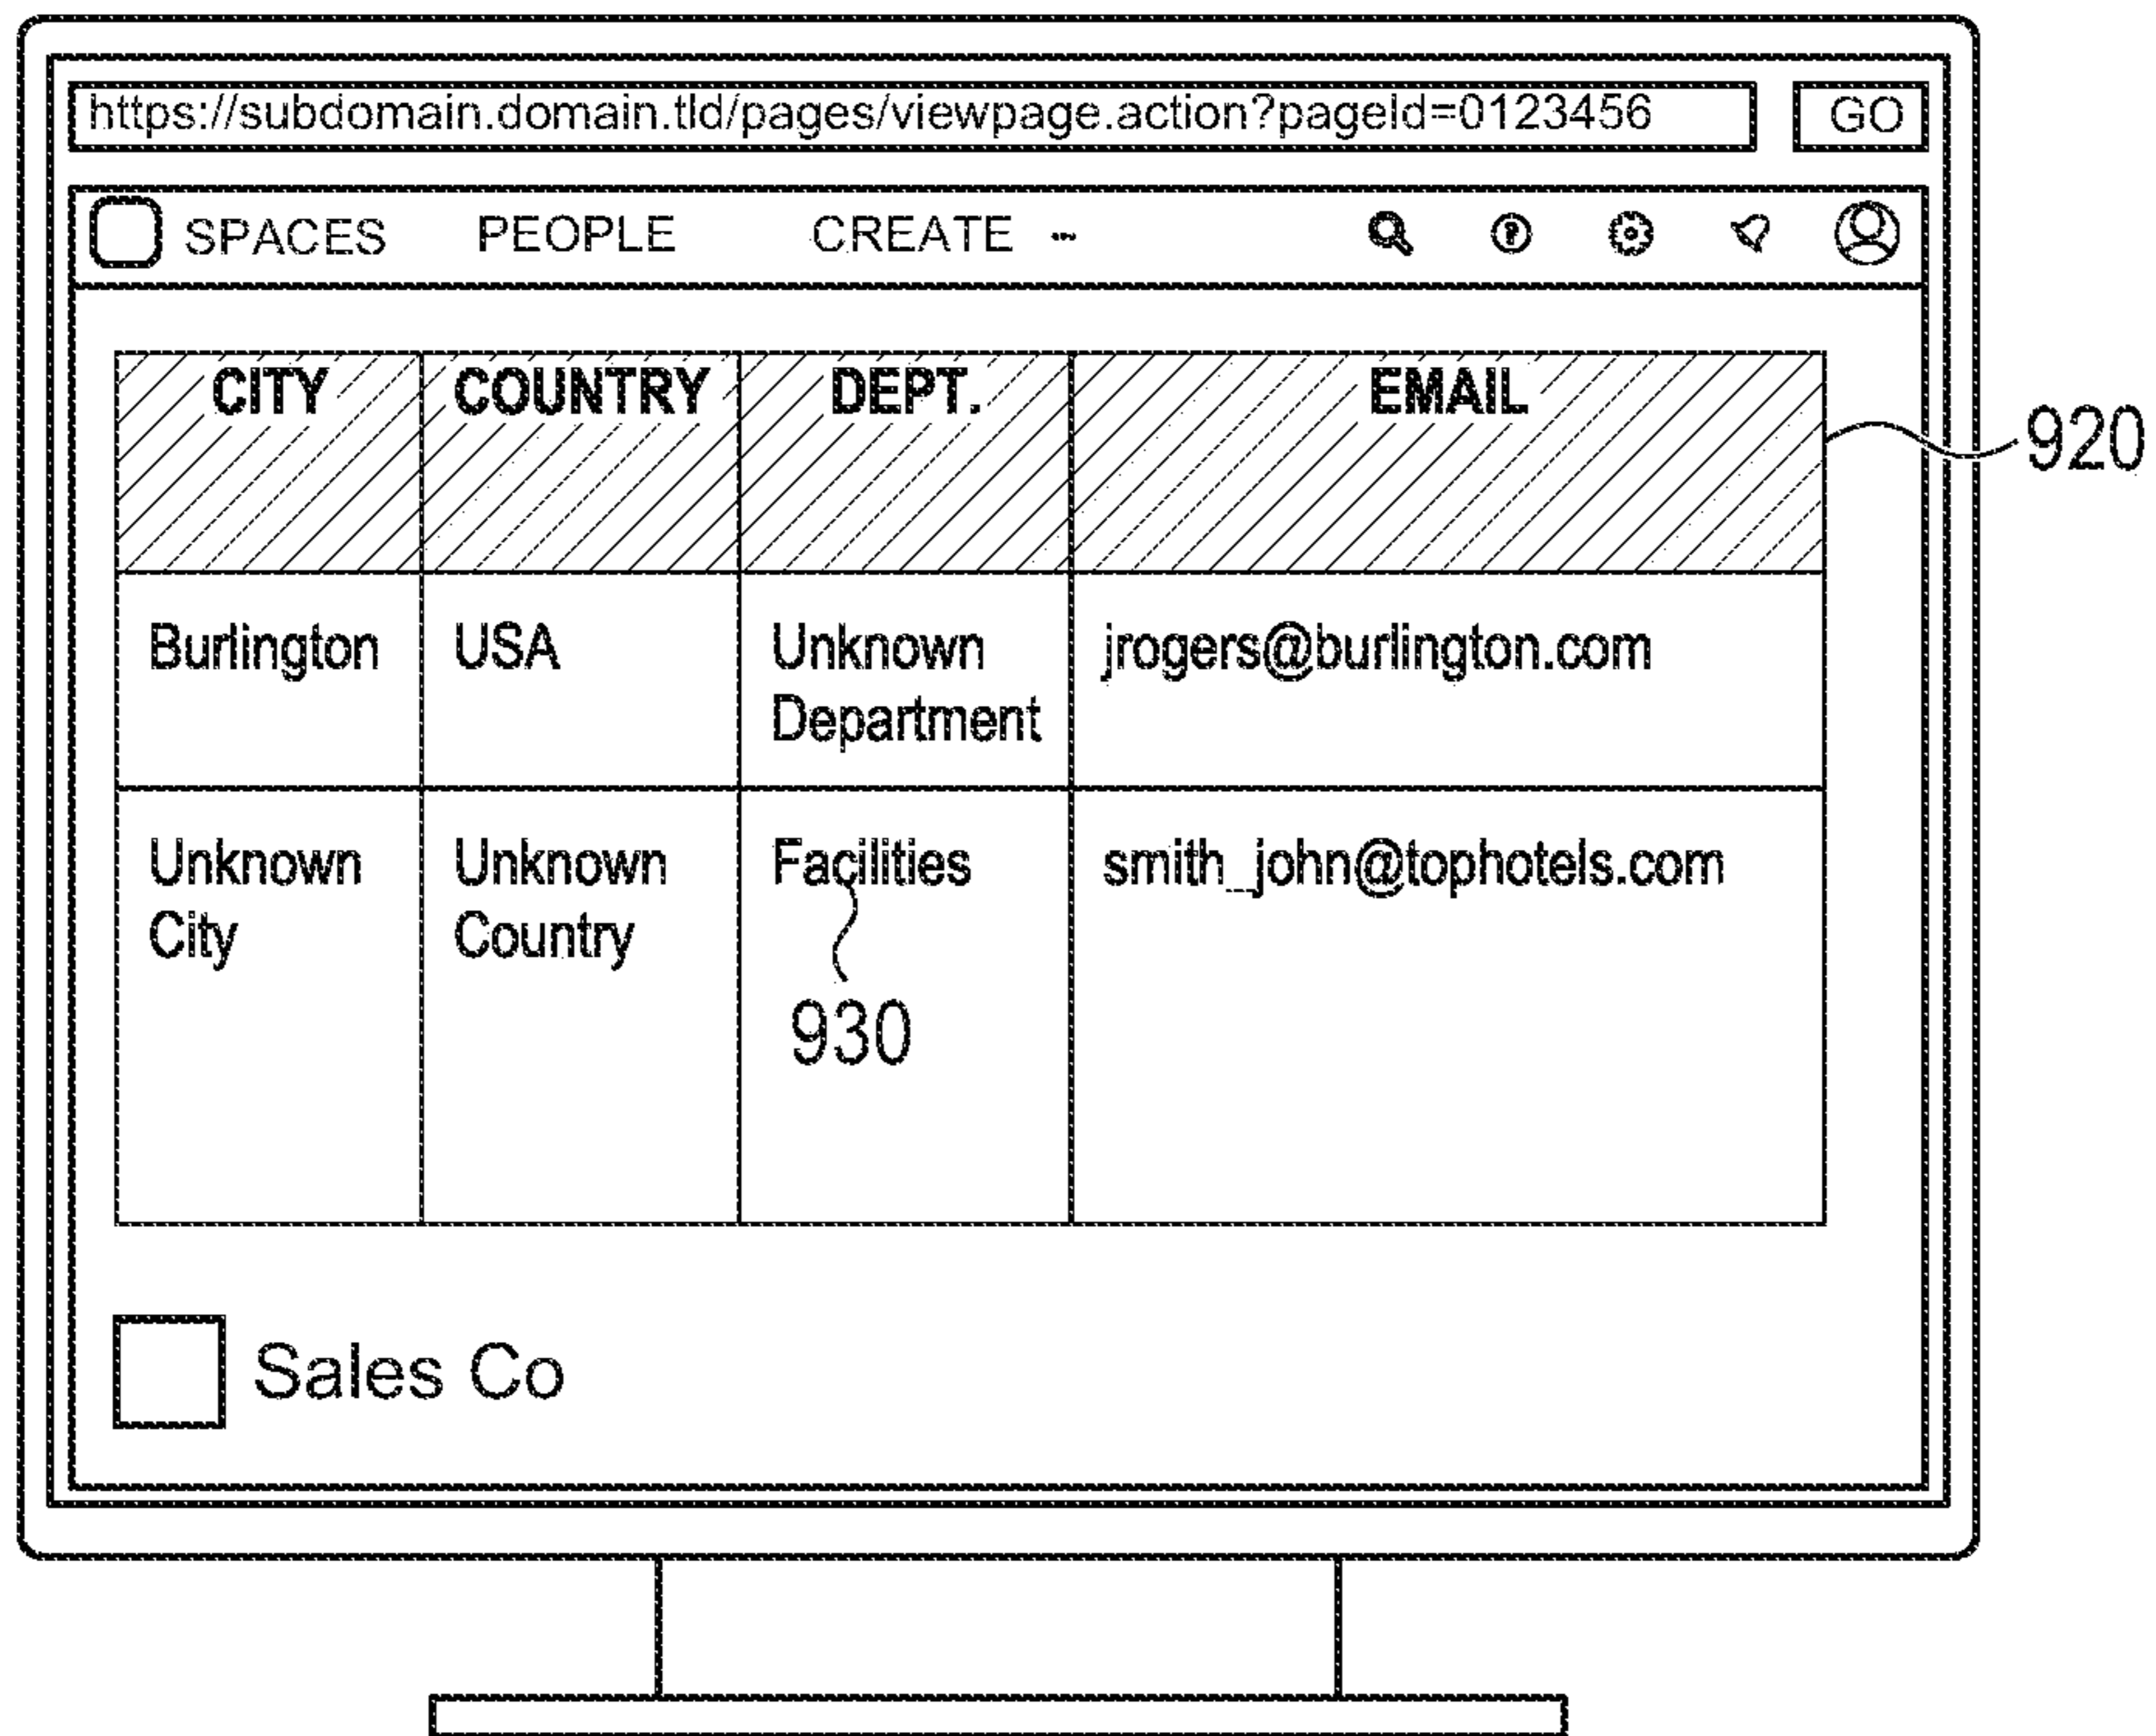 https://subdomain.domain.tld/pages/viewpage.action?pageId=0123456 GO
SPACES PEOPLE CREATE ···
CITY COUNTRY DEPT. EMAIL
920
Burlington USA Unknown Department jrogers@burlington.com
Unknown City Unknown Country Facilities smith_john@tophotels.com
930
Sales Co